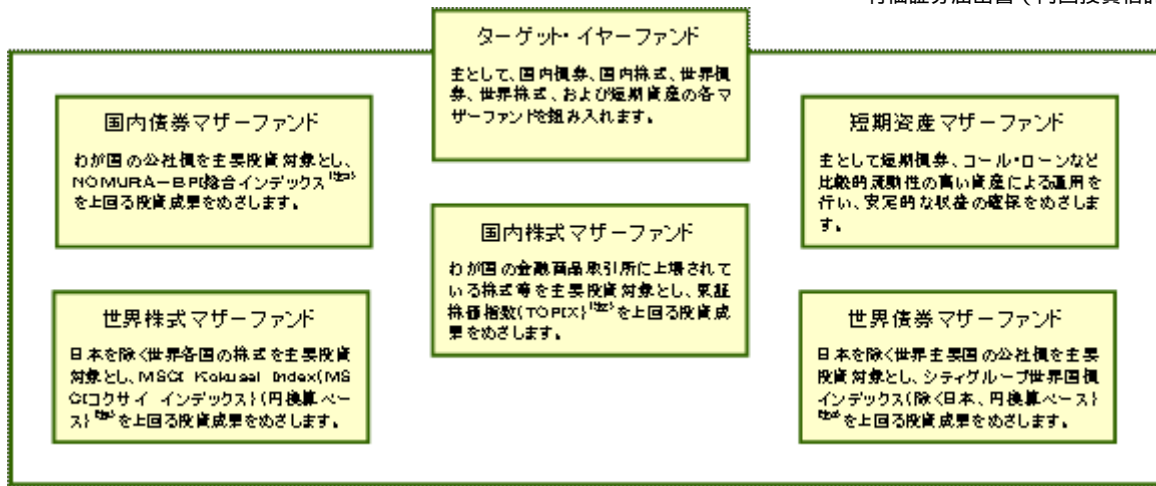 ターゲット・イヤーファンド
主として、国内債券、国内株式、世界債
券、世界株式、および短期資産の各マ
ザーファンドを組み入れます。
国内債券マザーファンド
わが国の公社債を主要投資対象とし、
NOMURA－BPI総合インデックス
を上回る投資成果をめざします。
短期資産マザーファンド
主として短期債券、コール・ローンなど
比較的流動性の高い資産による運用を
行い、安定的な収益の確保をめざしま
す。
国内株式マザーファンド
わが国の金融商品取引所に上場されて
いる株式等を主要投資対象とし、東証
株価指数(TOPIX)を上回る投資成
果をめざします。
世界株式マザーファンド
日本を除く世界各国の株式を主要投資
対象とし、MSCI Kokusai Index(MS
CIコクサイ インデックス)(円換算ベー
ス)を上回る投資成果をめざします。
世界債券マザーファンド
日本を除く世界主要国の公社債を主要
投資対象とし、シティグループ世界国債
インデックス(除く日本、円換算ベース)
を上回る投資成果をめざします。